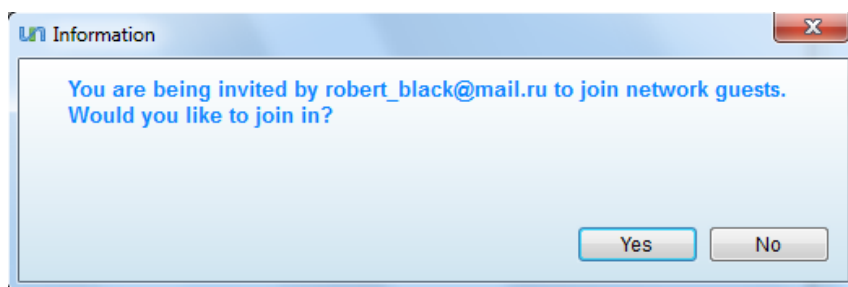 un Information
You are being invited by robert_black@mail.ru to join network guests.
Would you like to join in?
Yes No